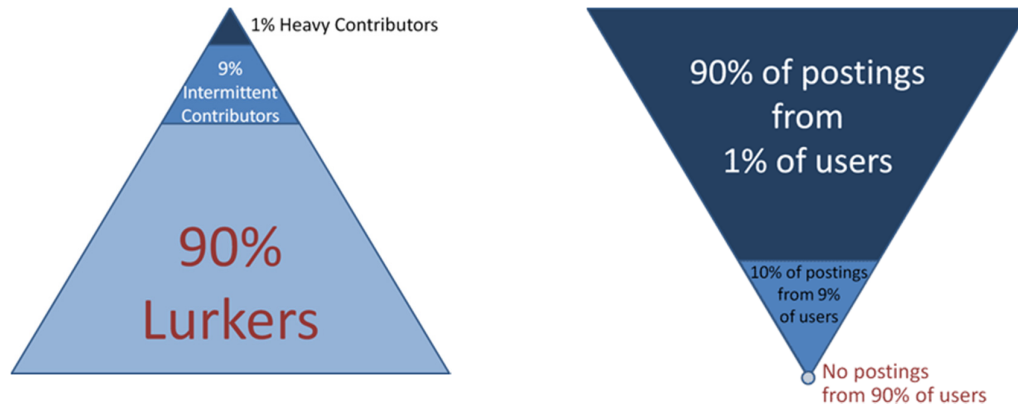 1% Heavy Contributors
9%
Intermittent
Contributors
90%
Lurkers
90% of postings
from
1% of users
10% of postings
from 9%
of users
No postings
from 90% of users